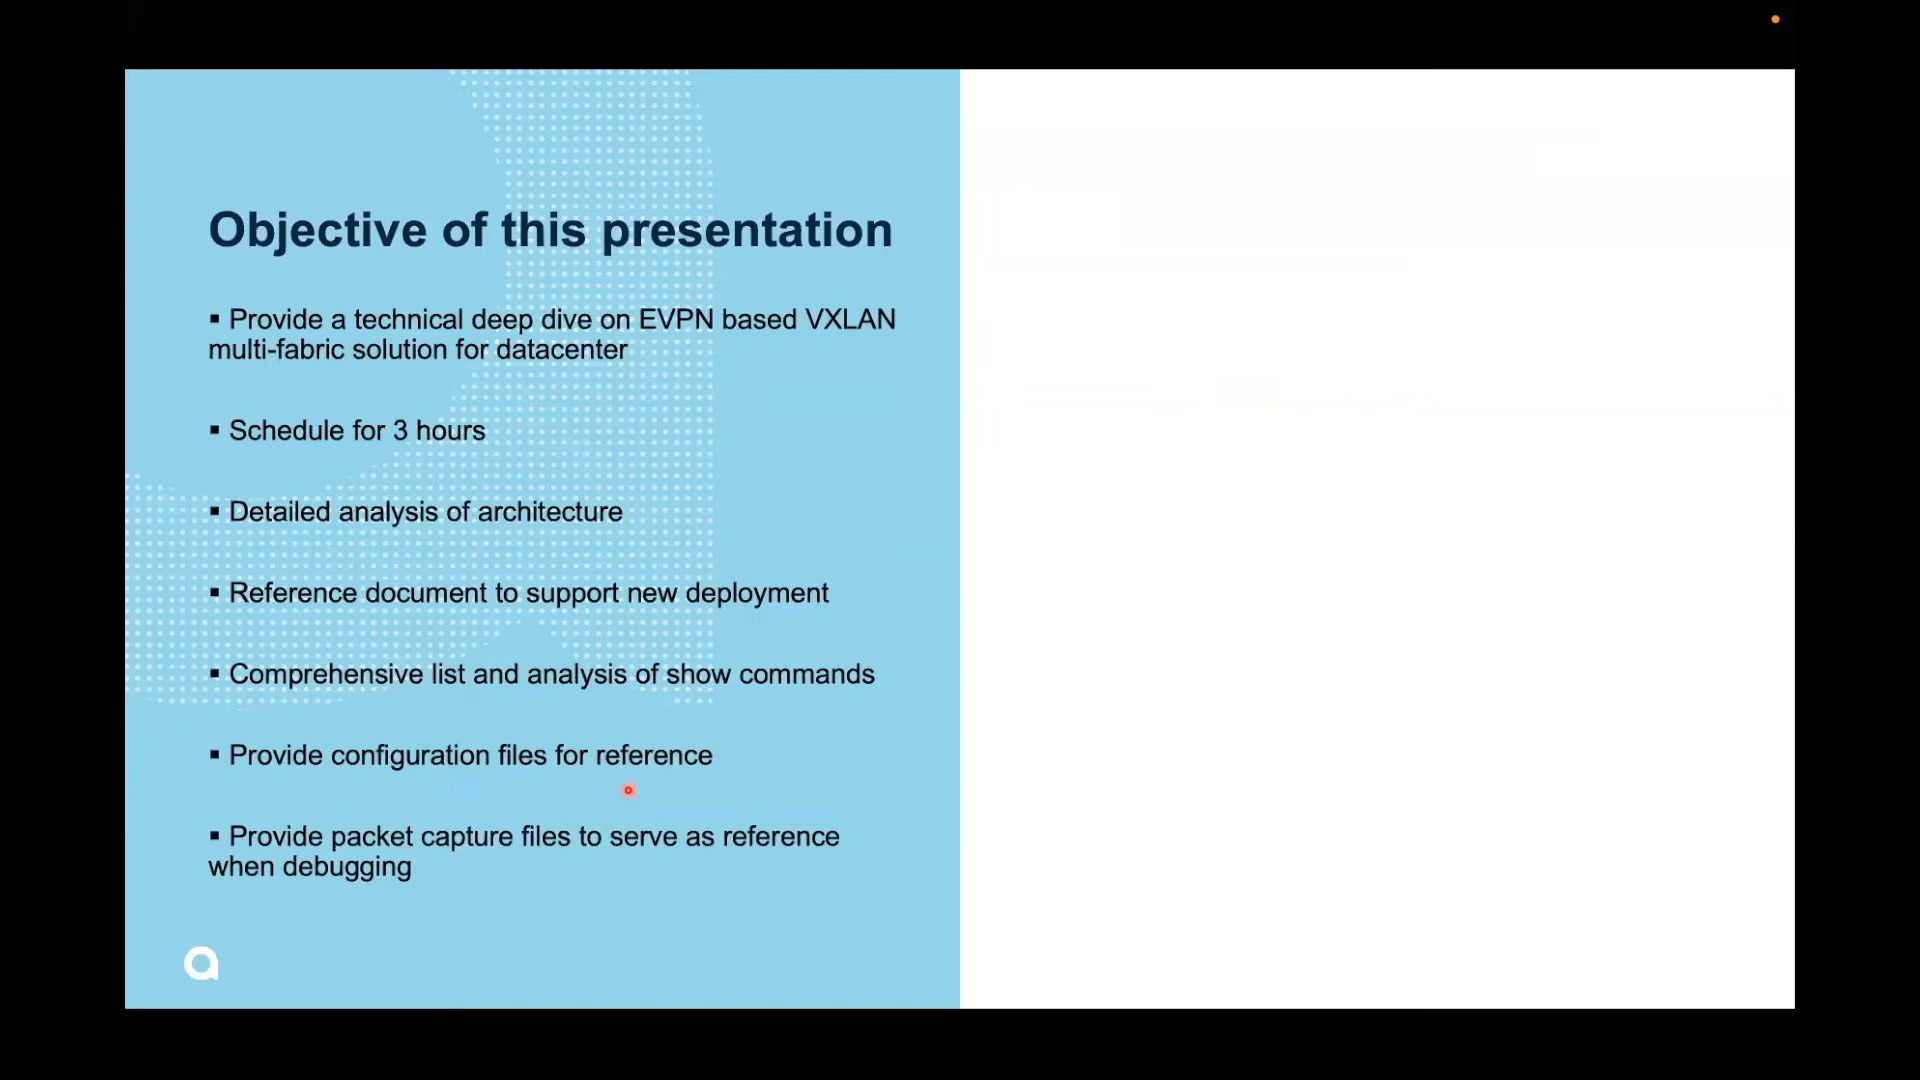 Objective of this presentation
▪ Provide a technical deep dive on EVPN based VXLAN
multi-fabric solution for datacenter
▪ Schedule for 3 hours
▪ Detailed analysis of architecture
▪ Reference document to support new deployment
▪ Comprehensive list and analysis of show commands
▪ Provide configuration files for reference
▪ Provide packet capture files to serve as reference
when debugging